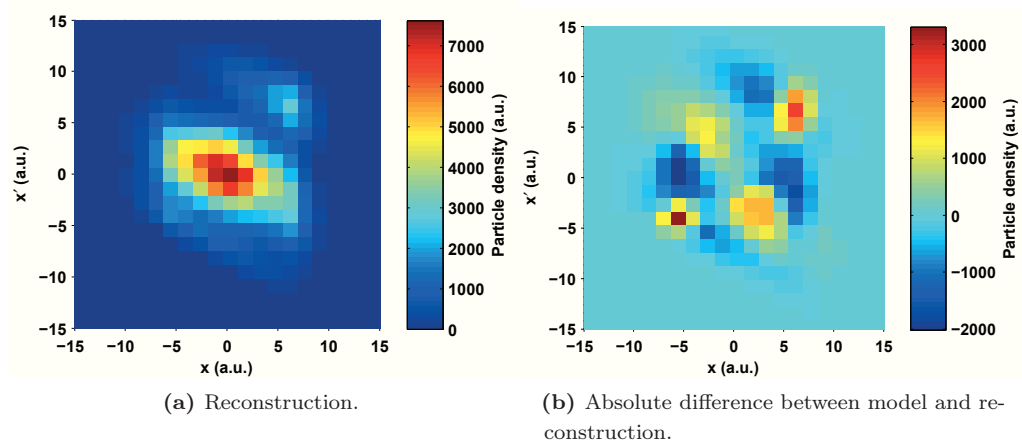 15
10
5
0
−5
−10
−15
−15 −10 −5 0 5 10 15
x′ (a.u.)
x (a.u.)
7000
6000
5000
4000
3000
2000
1000
0
Particle density (a.u.)
(a) Reconstruction.
15
10
5
0
−5
−10
−15
−15 −10 −5 0 5 10 15
x′ (a.u.)
x (a.u.)
3000
2000
1000
0
−1000
−2000
Particle density (a.u.)
(b) Absolute difference between model and re-
construction.